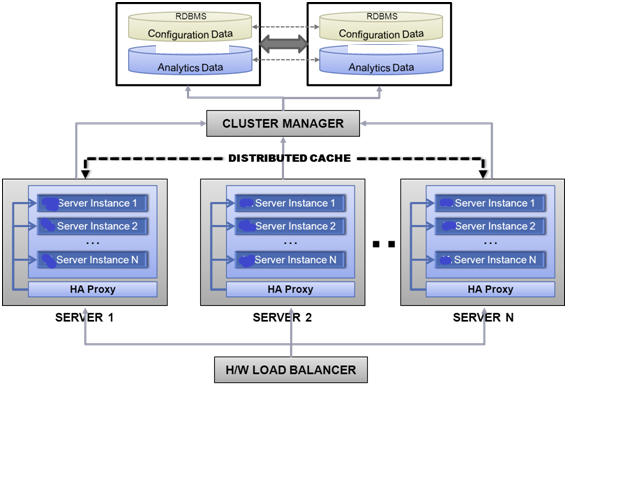 RDBMS
Configuration Data
Analytics Data
RDBMS
Configuration Data
Analytics Data
CLUSTER MANAGER
DISTRIBUTED CACHE
Server Instance 1
Server Instance 2
...
Server Instance N
HA Proxy
SERVER 1
Server Instance 1
Server Instance 2
...
Server Instance N
HA Proxy
SERVER 2
Server Instance 1
Server Instance 2
...
Server Instance N
HA Proxy
SERVER N
H/W LOAD BALANCER